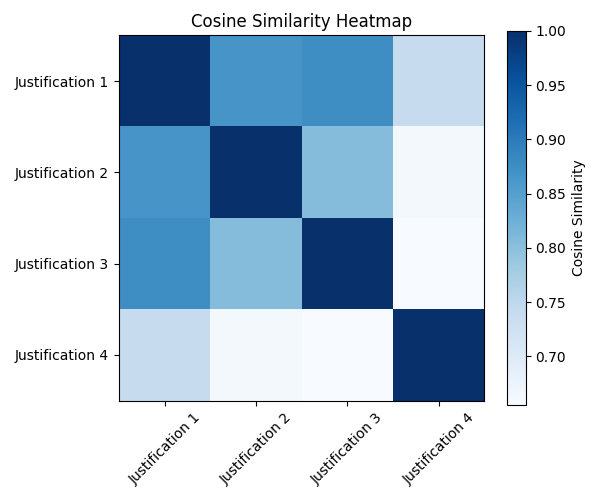 Cosine Similarity Heatmap
Justification 1
Justification 2
Justification 3
Justification 4
Justification 1
Justification 2
Justification 3
Justification 4
1.00
0.95
0.90
0.85
0.80
0.75
0.70
Cosine Similarity